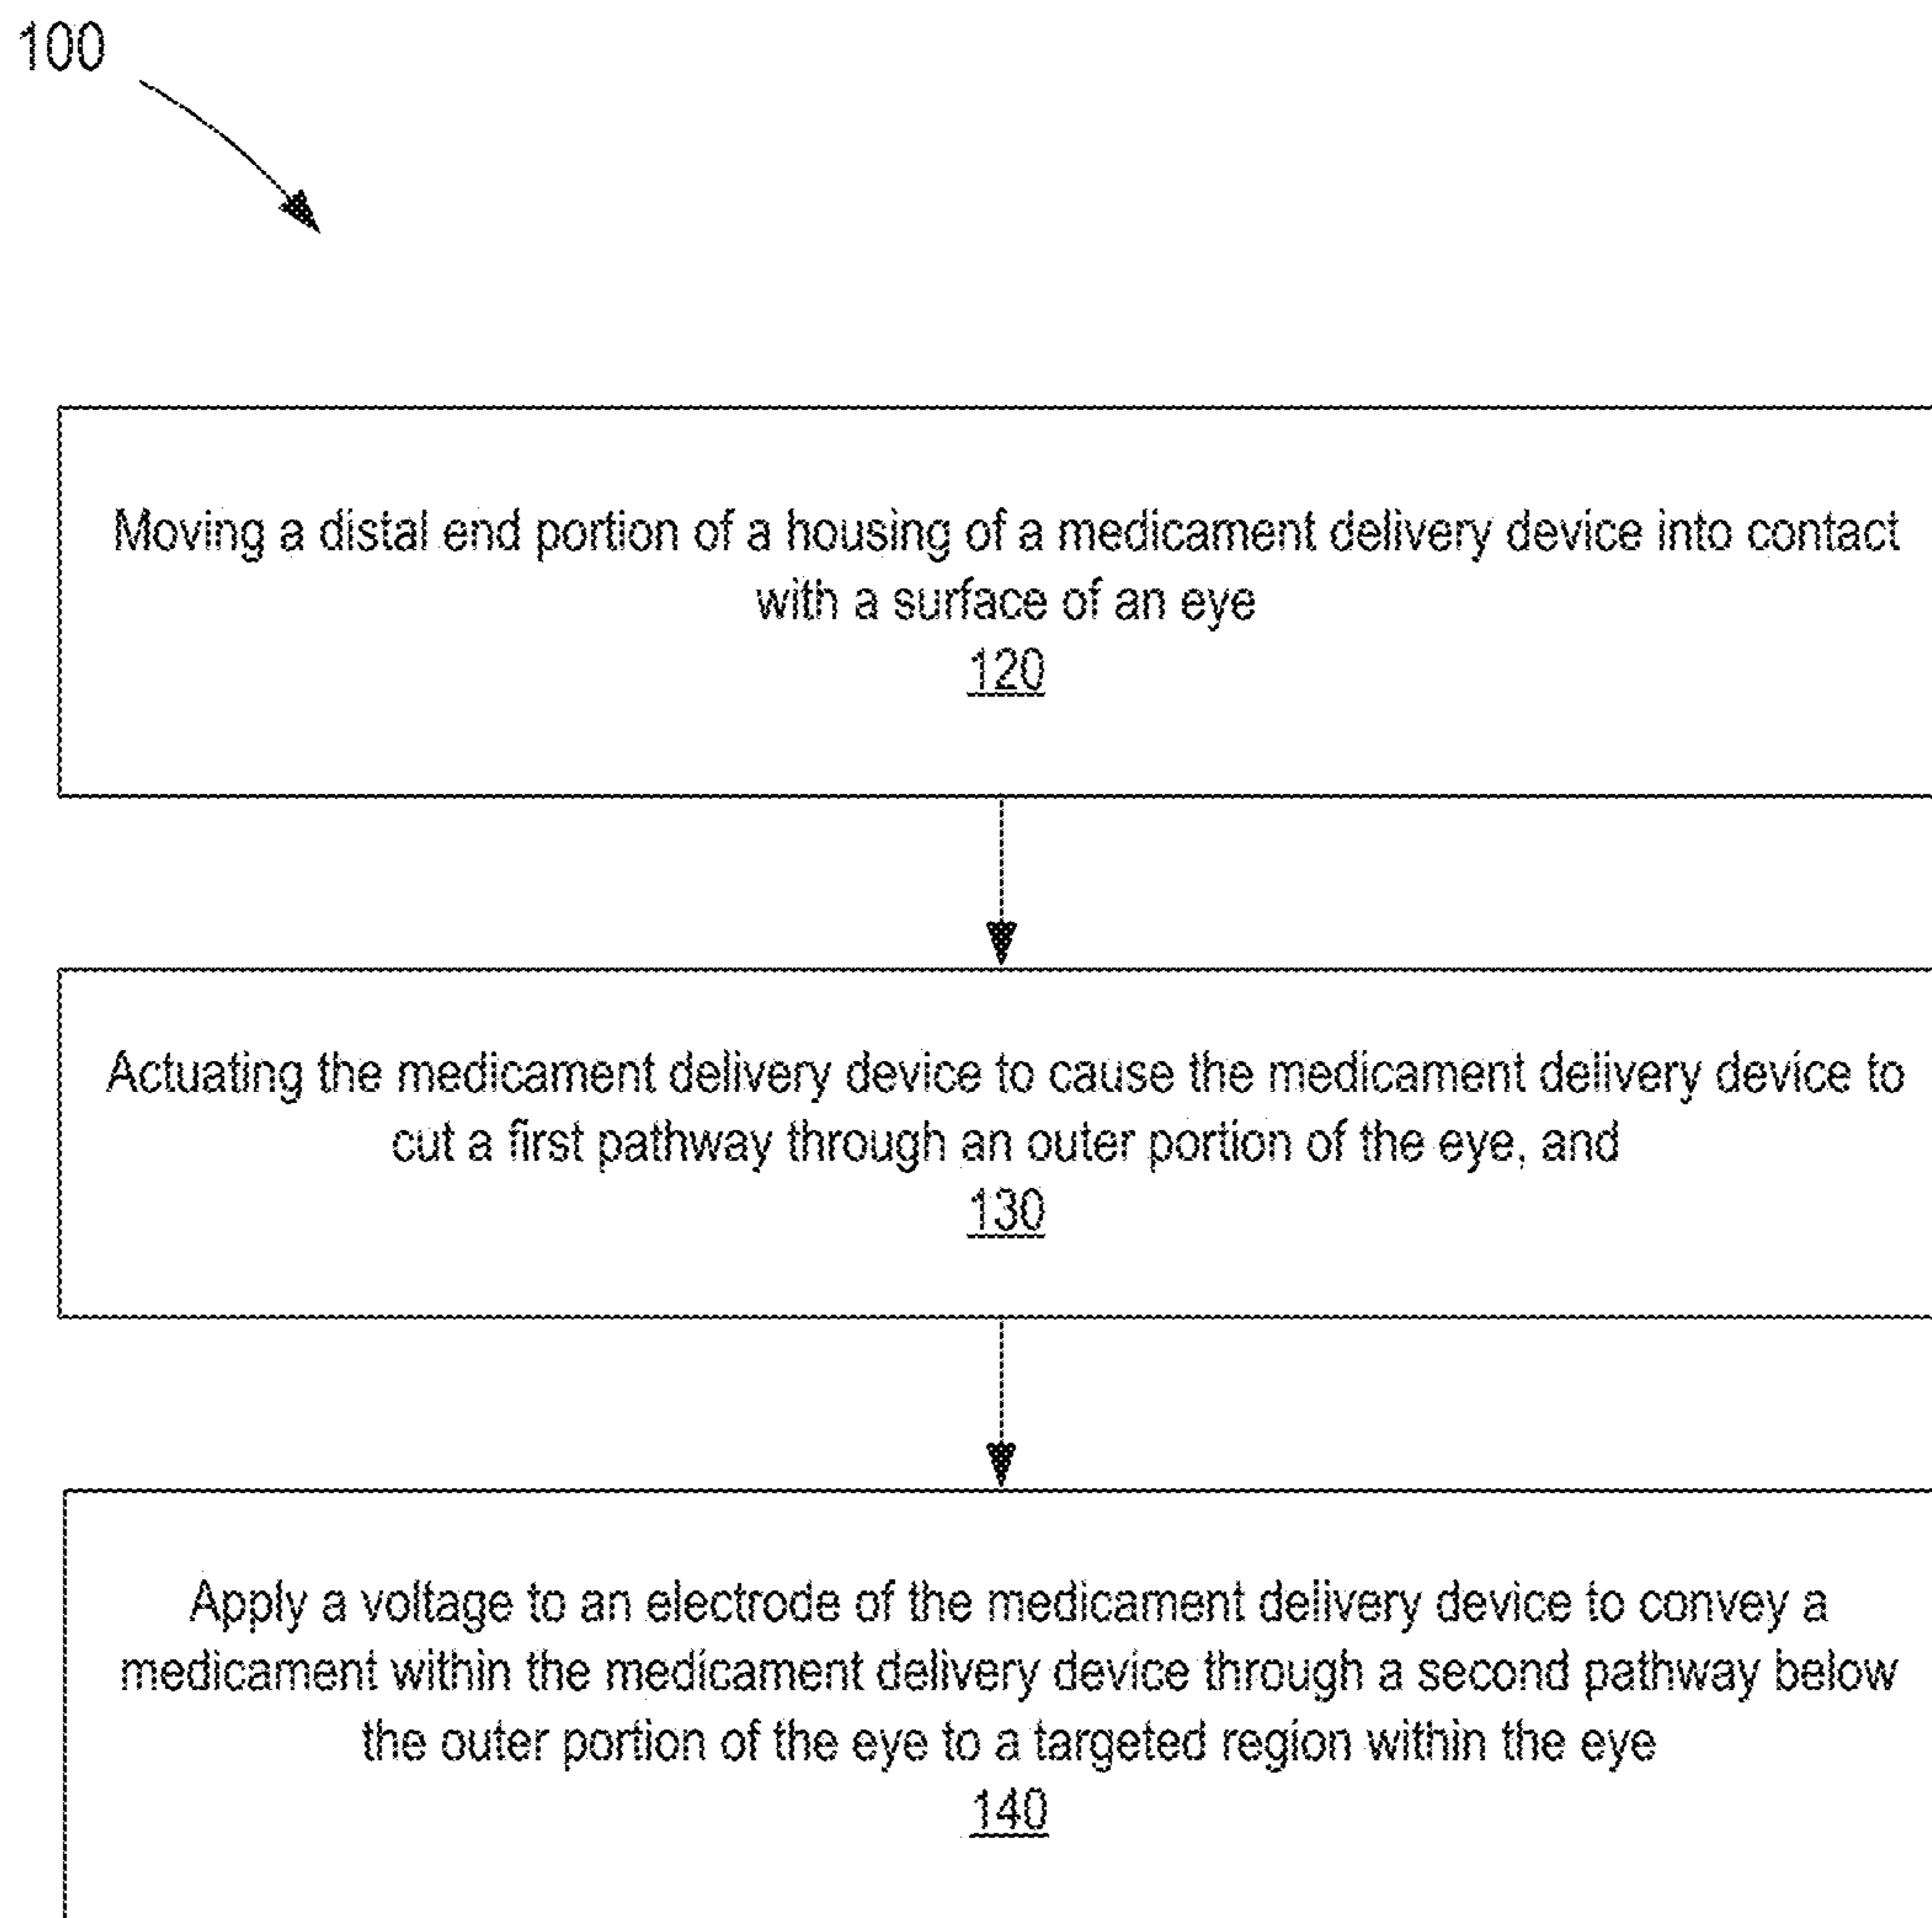 100
Moving a distal end portion of a housing of a medicament delivery device into contact
with a surface of an eye
120
Actuating the medicament delivery device to cause the medicament delivery device to
cut a first pathway through an outer portion of the eye, and
130
Apply a voltage to an electrode of the medicament delivery device to convey a
medicament within the medicament delivery device through a second pathway below
the outer portion of the eye to a targeted region within the eye
140